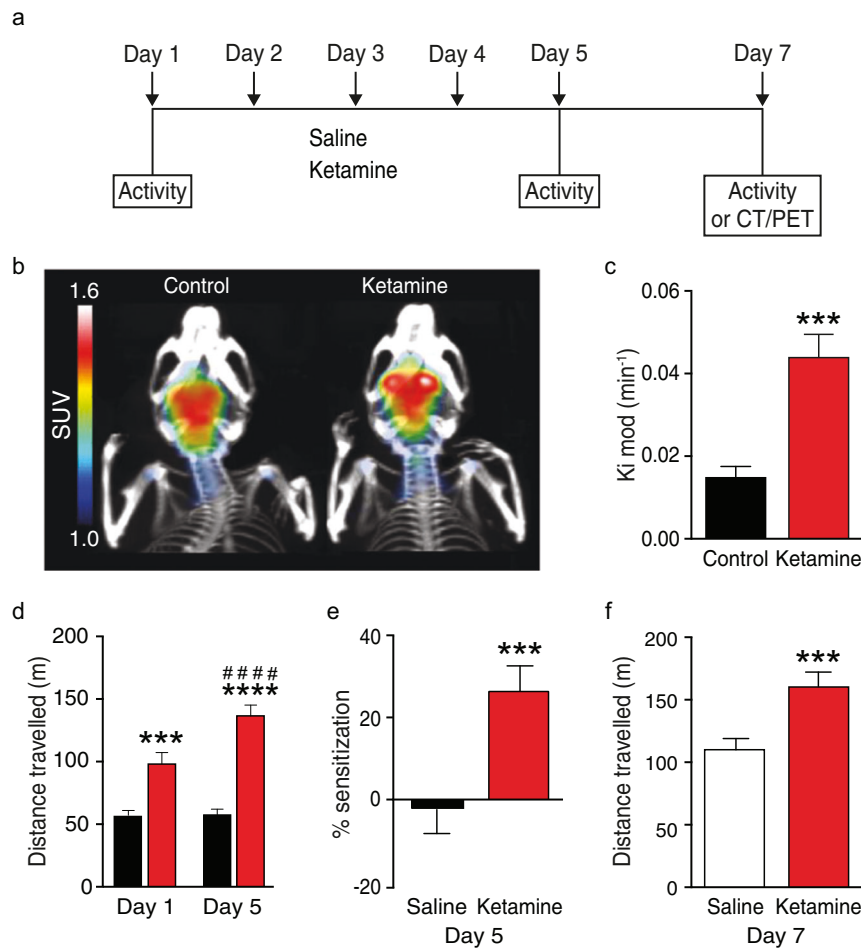 a
Day 1 Day 2 Day 3 Day 4 Day 5 Day 7
Saline
Ketamine
Activity Activity Activity
or CT/PET
b
1.6 Control Ketamine
SUV
1.0
c
0.06
0.04
0.02
0.00
Ki mod (min⁻¹)
***
Control Ketamine
d
200
150
100
50
0
Distance travelled (m)
***
####
****
Day 1 Day 5
e
40
20
0
-20
% sensitization
***
Saline Ketamine
Day 5
f
200
150
100
50
0
Distance travelled (m)
***
Saline Ketamine
Day 7